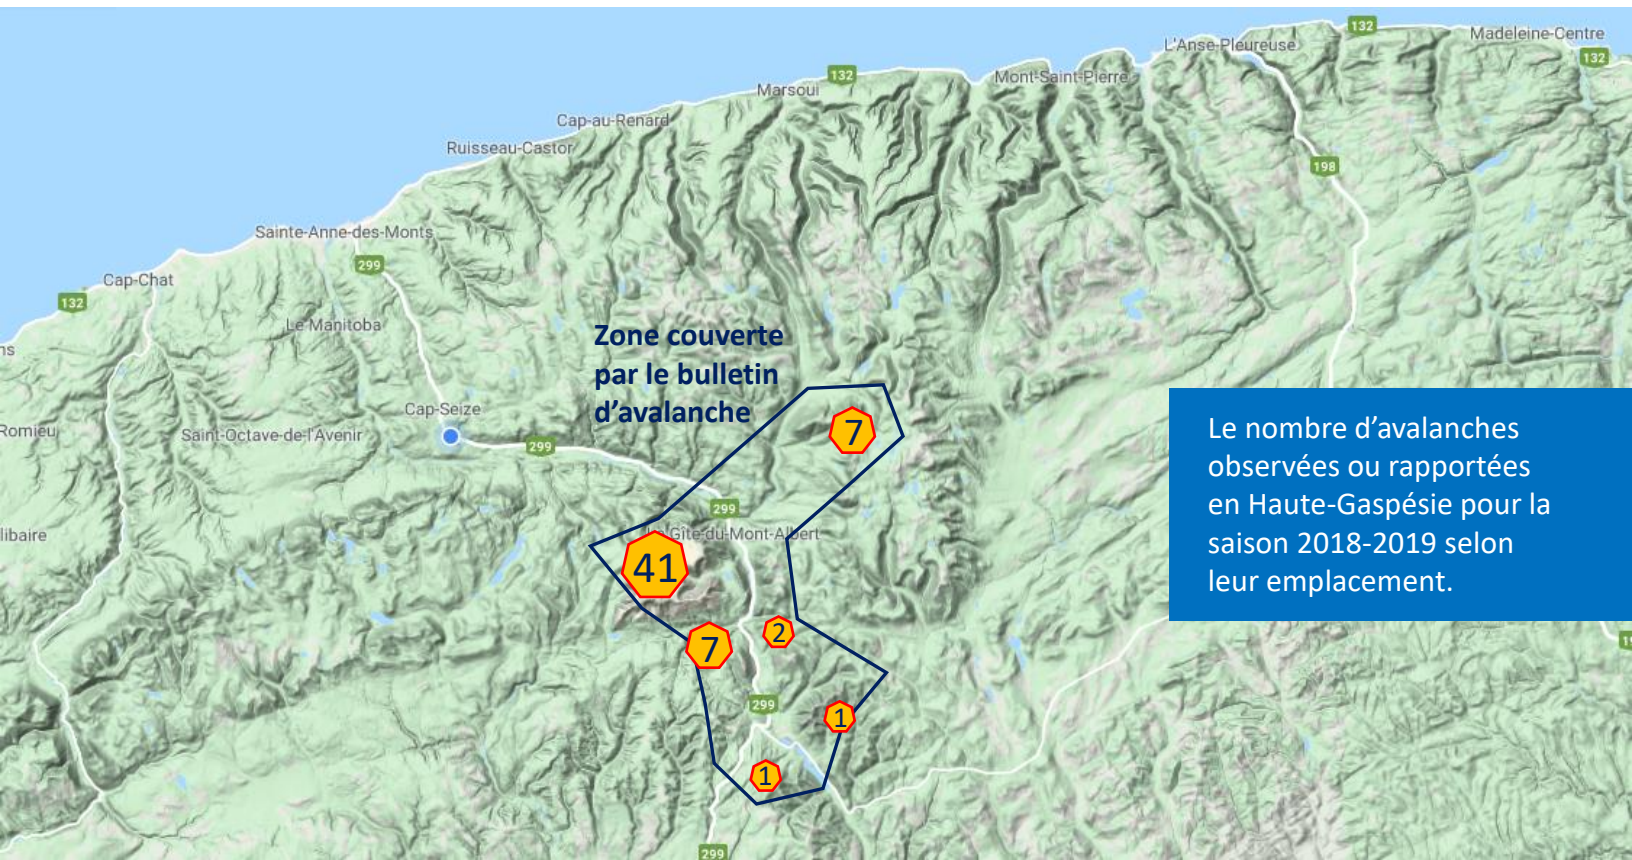 132
Madeleine-Centre
L'Anse-Pleureuse
132
132
Mont-Saint-Pierre
Marsoui
Cap-au-Renard
Ruisseau-Castor
198
Sainte-Anne-des-Monts
299
Cap-Chat
132
Le-Manitoba
ns
Zone couverte
par le bulletin
d'avalanche
Cap-Seize
Romieu
Saint-Octave-de-l'Avenir
299
7
Le nombre d'avalanches
observées ou rapportées
en Haute-Gaspésie pour la
saison 2018-2019 selon
leur emplacement.
299
Gîte-du-Mont-Albert
libaire
41
2
7
19
299
1
1
299